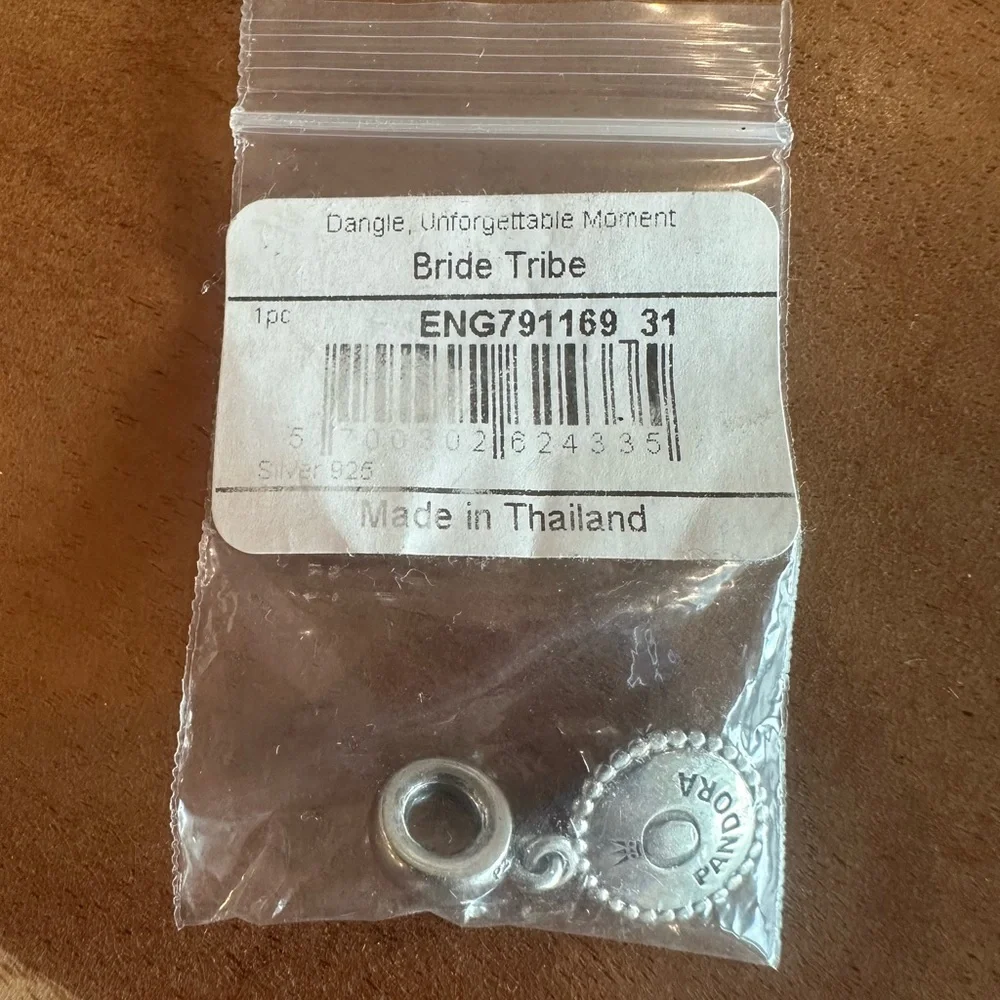 Dangle, Unforgettable Moment
Bride Tribe
1pc
ENG791169_31
5 700302 624335
Silver 925
Made in Thailand
PANDORA